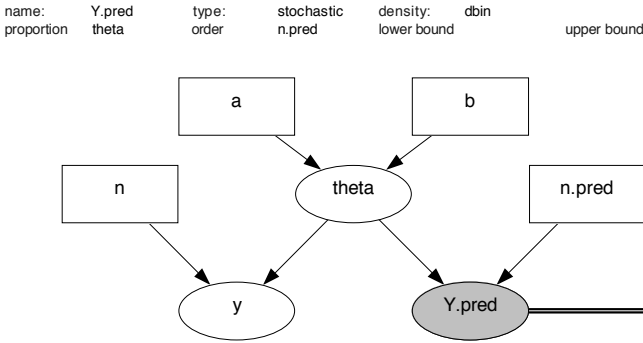 name: Y.pred type: stochastic density: dbin
proportion theta order n.pred lower bound upper bound
a b
n theta n.pred
y Y.pred